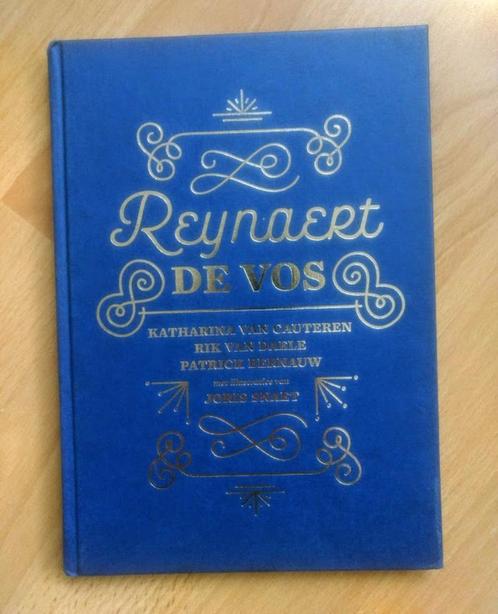 Reynaert
DE VOS
KATHARINA VAN CAUTEREN
RIK VAN DAELE
PATRICK BERNAUW
met illustraties van
JORIS SNAET